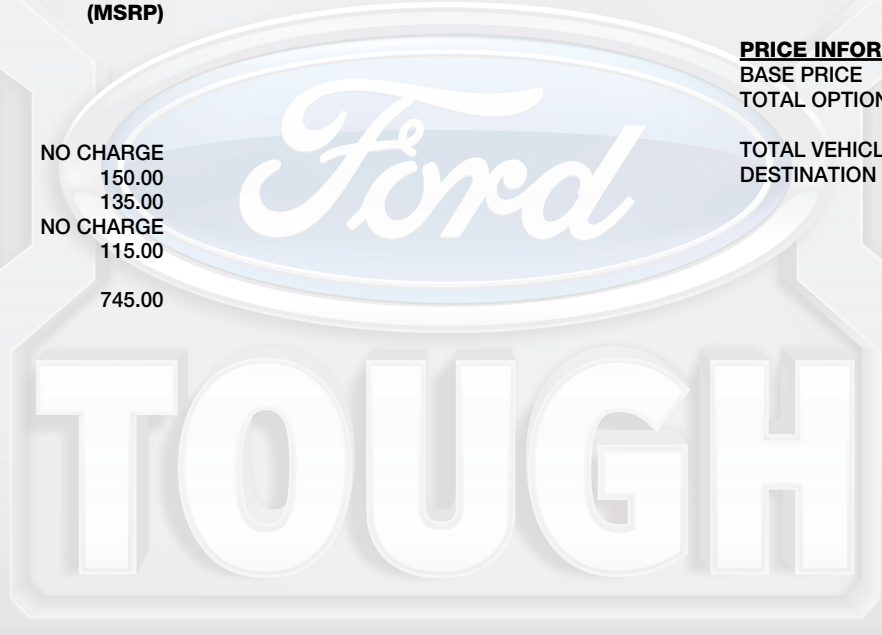 (MSRP)
NO CHARGE
150.00
135.00
NO CHARGE
115.00
745.00
PRICE INFOR
BASE PRICE
TOTAL OPTION
TOTAL VEHICL
DESTINATION
Ford
TOUGH